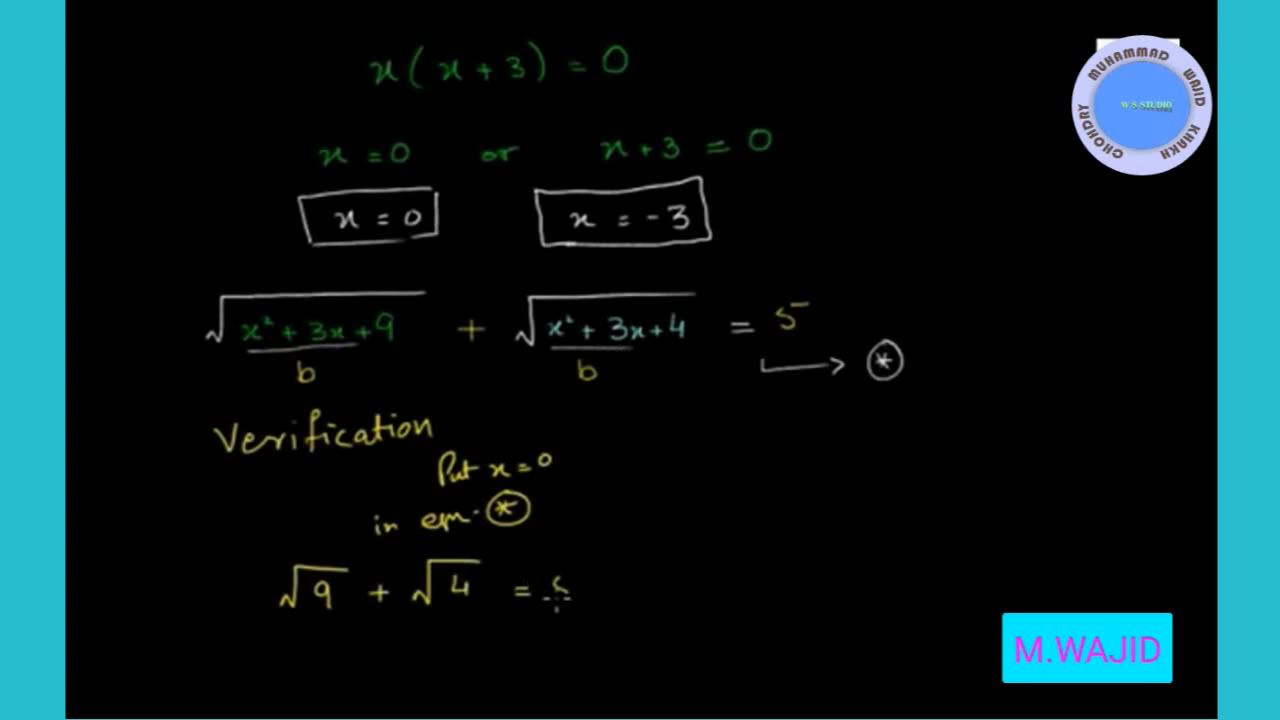 x(x+3) = 0
x = 0 or x+3 = 0
x = 0 x = -3
√(x² + 3x + 9) + √(x² + 3x + 4) = 5
b b
⟶ (*)
Verification
Put x = 0
in eqn. (*)
√9 + √4 =
MUHAMMAD WAJID KHAKH CHOHDRY
W S STUDIO
M.WAJID